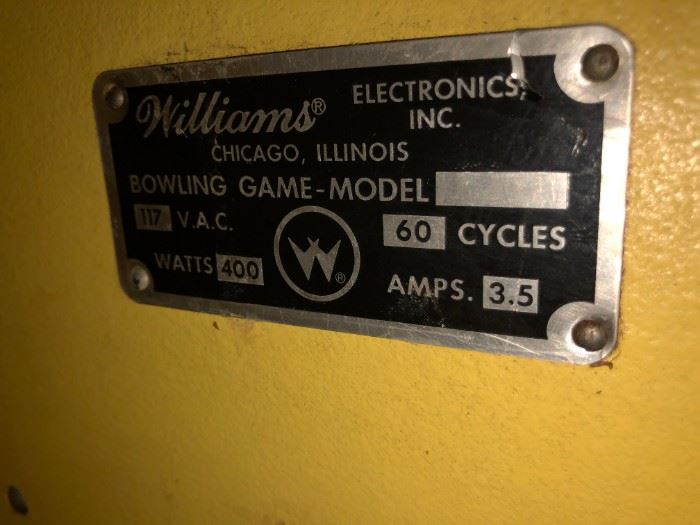 Williams® ELECTRONICS, INC.
CHICAGO, ILLINOIS
BOWLING GAME-MODEL
117 V.A.C. 60 CYCLES
WATTS 400 W® AMPS. 3.5